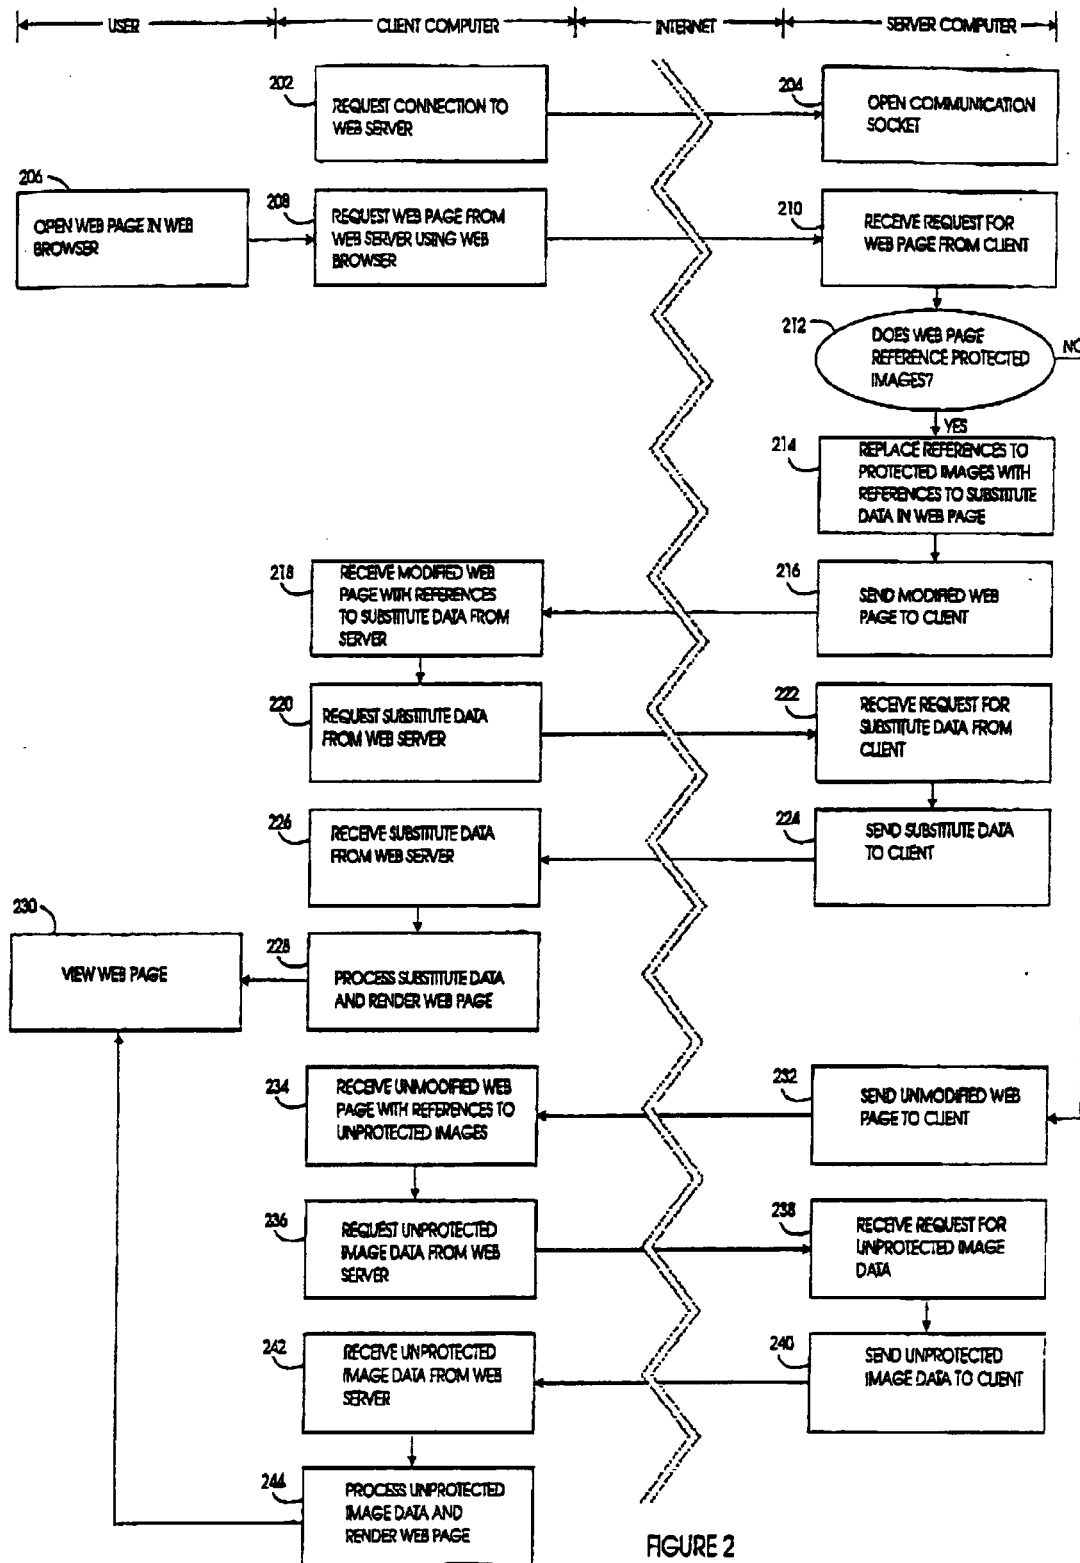 USER
CLIENT COMPUTER
INTERNET
SERVER COMPUTER
202
REQUEST CONNECTION TO
WEB SERVER
204
OPEN COMMUNICATION
SOCKET
206
OPEN WEB PAGE IN WEB
BROWSER
208
REQUEST WEB PAGE FROM
WEB SERVER USING WEB
BROWSER
210
RECEIVE REQUEST FOR
WEB PAGE FROM CLIENT
212
DOES WEB PAGE
REFERENCE PROTECTED
IMAGES?
NO
YES
214
REPLACE REFERENCES TO
PROTECTED IMAGES WITH
REFERENCES TO SUBSTITUTE
DATA IN WEB PAGE
218
RECEIVE MODIFIED WEB
PAGE WITH REFERENCES
TO SUBSTITUTE DATA FROM
SERVER
216
SEND MODIFIED WEB
PAGE TO CLIENT
220
REQUEST SUBSTITUTE DATA
FROM WEB SERVER
222
RECEIVE REQUEST FOR
SUBSTITUTE DATA FROM
CLIENT
226
RECEIVE SUBSTITUTE DATA
FROM WEB SERVER
224
SEND SUBSTITUTE DATA
TO CLIENT
230
VIEW WEB PAGE
228
PROCESS SUBSTITUTE DATA
AND RENDER WEB PAGE
234
RECEIVE UNMODIFIED WEB
PAGE WITH REFERENCES TO
UNPROTECTED IMAGES
232
SEND UNMODIFIED WEB
PAGE TO CLIENT
236
REQUEST UNPROTECTED
IMAGE DATA FROM WEB
SERVER
238
RECEIVE REQUEST FOR
UNPROTECTED IMAGE
DATA
242
RECEIVE UNPROTECTED
IMAGE DATA FROM WEB
SERVER
240
SEND UNPROTECTED
IMAGE DATA TO CLIENT
244
PROCESS UNPROTECTED
IMAGE DATA AND
RENDER WEB PAGE
FIGURE 2